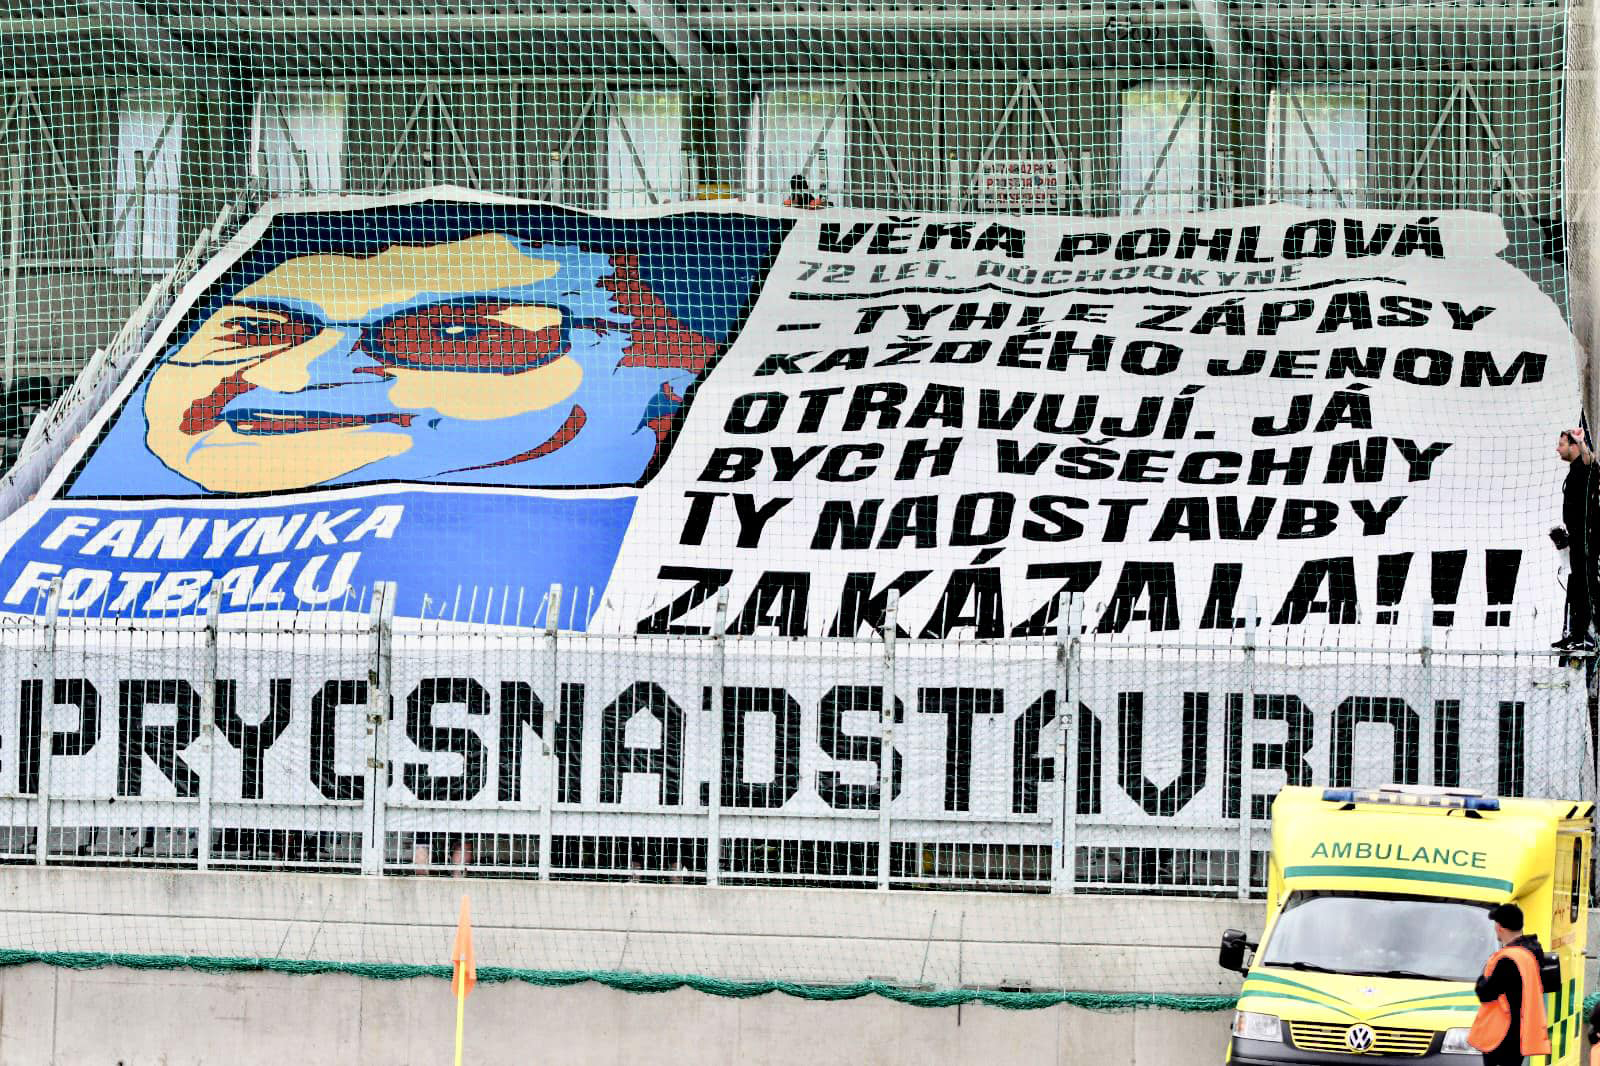 VĚRA POHLOVÁ
72 LET, DŮCHODKYNĚ
- TYHLE ZÁPASY
KAŽDÉHO JENOM
OTRAVUJÍ. JÁ
BYCH VŠECHNY
TY NADSTAVBY
ZAKÁZALA!!!
FANYNKA
FOTBALU
PRYCSNADSTAVBOU
AMBULANCE